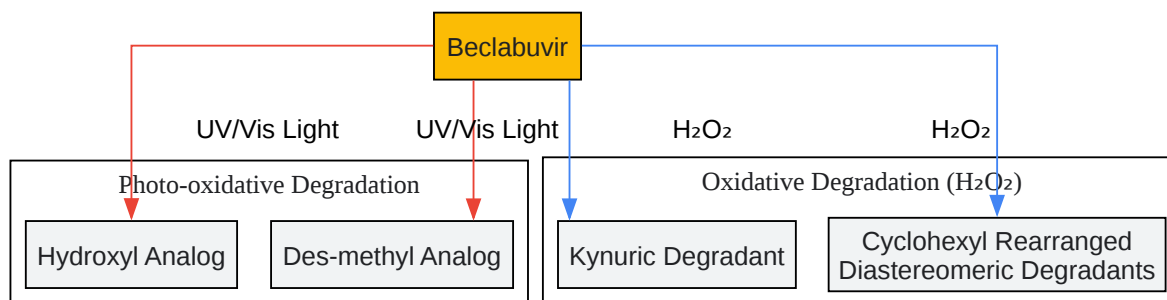 Beclabuvir
UV/Vis Light
UV/Vis Light
H₂O₂
H₂O₂
Photo-oxidative Degradation
Oxidative Degradation (H₂O₂)
Hydroxyl Analog
Des-methyl Analog
Kynuric Degradant
Cyclohexyl Rearranged
Diastereomeric Degradants